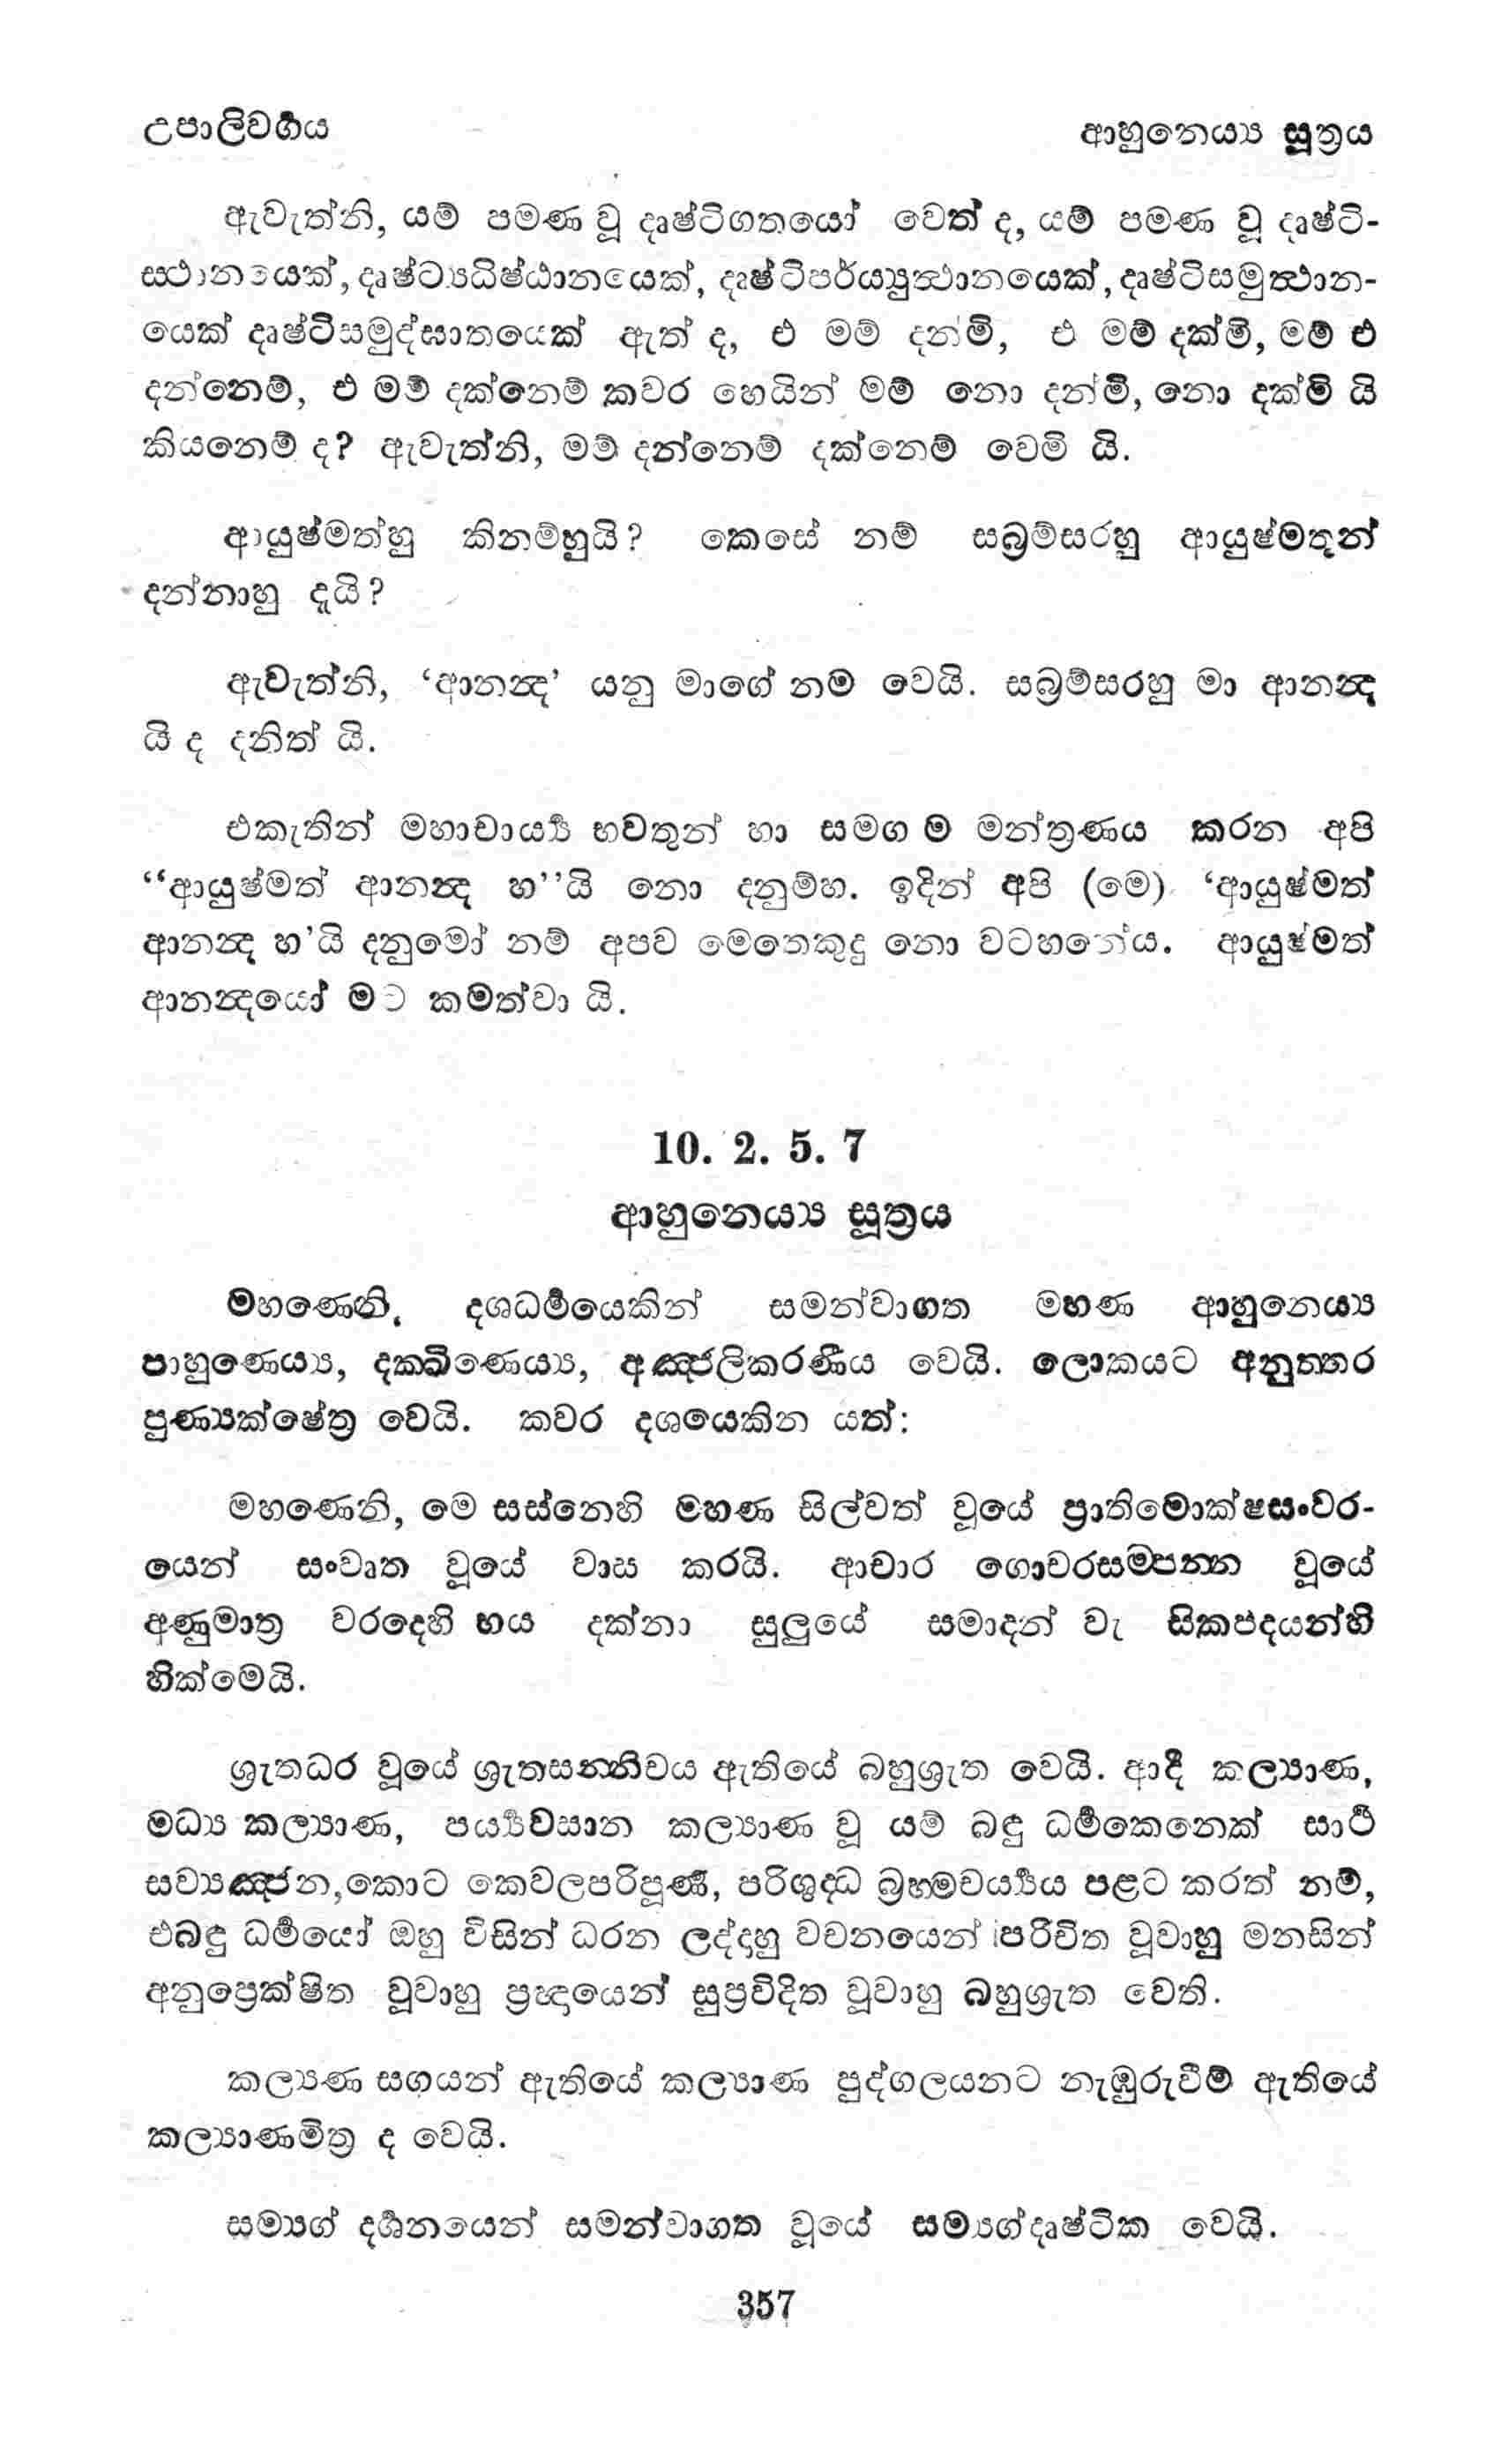 උපාලිවර්‍ගය
ආහුනෙය්‍ය සූත්‍රය
ඇවැත්නි, යම් පමණ වූ දෘෂ්ටිගතයෝ වෙත් ද, යම් පමණ වූ දෘෂ්ටි-
ස්ථානයෙක්, දෘෂ්ට්‍යධිෂ්ඨානයෙක්, දෘෂ්ටිපර්ය්‍යුත්‍ථානයෙක්, දෘෂ්ටිසමුත්‍ථාන-
යෙක් දෘෂ්ටිසමුද්ඝාතයෙක් ඇත් ද, එ මම් දන්මි, එ මම් දක්මි, මම් එ
දන්නෙම්, එ මම් දක්නෙම් කවර හෙයින් මම් නො දන්මි, නො දක්මි යි
කියනෙම් ද? ඇවැත්නි, මම් දන්නෙම් දක්නෙම් වෙමි යි.
ආයුෂ්මත්හු කිනම්හුයි? කෙසේ නම් සබ්‍රම්සරහු ආයුෂ්මතුන්
දන්නාහු දැයි?
ඇවැත්නි, ‘ආනන්‍ද’ යනු මාගේ නම වෙයි. සබ්‍රම්සරහු මා ආනන්‍ද
යි ද දනිත් යි.
එකැතින් මහාචාර්‍ය්‍ය භවතුන් හා සමග ම මන්ත්‍රණය කරන අපි
“ආයුෂ්මත් ආනන්‍ද හ”යි නො දනුම්හ. ඉදින් අපි (මෙ) ‘ආයුෂ්මත්
ආනන්‍ද හ’යි දනුමෝ නම් අපට මෙතෙකුදු නො වටහන්නේය. ආයුෂ්මත්
ආනන්‍දයෝ මට කමත්වා යි.
10. 2. 5. 7
ආහුනෙය්‍ය සූත්‍රය
මහණෙනි, දශධර්‍මයෙකින් සමන්වාගත මහණ ආහුනෙය්‍ය
පාහුණෙය්‍ය, දක්‍ඛිණෙය්‍ය, අඤ්ජලිකරණීය වෙයි. ලොකයට අනුත්‍තර
පුණ්‍යක්ෂේත්‍ර වෙයි. කවර දශයෙකින යත්:
මහණෙනි, මෙ සස්නෙහි මහණ සිල්වත් වූයේ ප්‍රාතිමොක්ෂසංවර-
යෙන් සංවෘත වූයේ වාස කරයි. ආචාර ගොචරසම්පන්‍න වූයේ
අණුමාත්‍ර වරදෙහි භය දක්නා සුලුයේ සමාදන් වැ සිකපදයන්හි
හික්මෙයි.
ශ්‍රැතධර වූයේ ශ්‍රැතසන්‍නිචය ඇතියේ බහුශ්‍රැත වෙයි. ආදි කල්‍යාණ,
මධ්‍ය කල්‍යාණ, පර්‍ය්‍යවසාන කල්‍යාණ වූ යම් බඳු ධර්‍මකෙනෙක් සාර්‍ථ
සව්‍යඤ්ජන,කොට කෙවලපරිපූර්‍ණ, පරිශුද්‍ධ බ්‍රහ්මචර්‍ය්‍යය පළට කරත් නම්,
එබඳු ධර්‍මයෝ ඔහු විසින් ධරන ලද්දහු වචනයෙන් පරිචිත වූවාහු මනසින්
අනුප්‍රෙක්ෂිත වූවාහු ප්‍රඥායෙන් සුප්‍රවිදිත වූවාහු බහුශ්‍රැත වෙති.
කල්‍යණ සගයන් ඇතියේ කල්‍යාණ පුද්ගලයනට නැඹුරුවීම් ඇතියේ
කල්‍යාණමිත්‍ර ද වෙයි.
සම්‍යග් දර්‍ශනයෙන් සමන්වාගත වූයේ සම්‍යග්දෘෂ්ටික වෙයි.
357